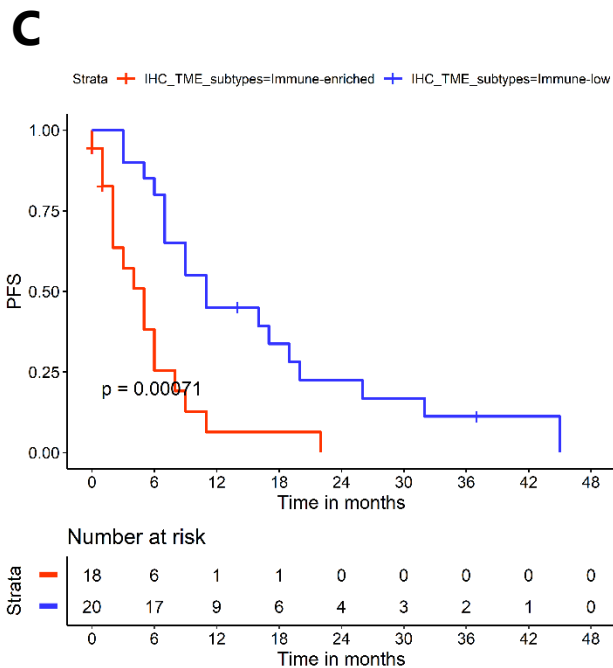 C
Strata IHC_TME_subtypes=Immune-enriched IHC_TME_subtypes=Immune-low
1.00
0.75
0.50
0.25
0.00
PFS
p = 0.00071
0 6 12 18 24 30 36 42 48
Time in months
Number at risk
Strata
18 6 1 1 0 0 0 0 0
20 17 9 6 4 3 2 1 0
0 6 12 18 24 30 36 42 48
Time in months